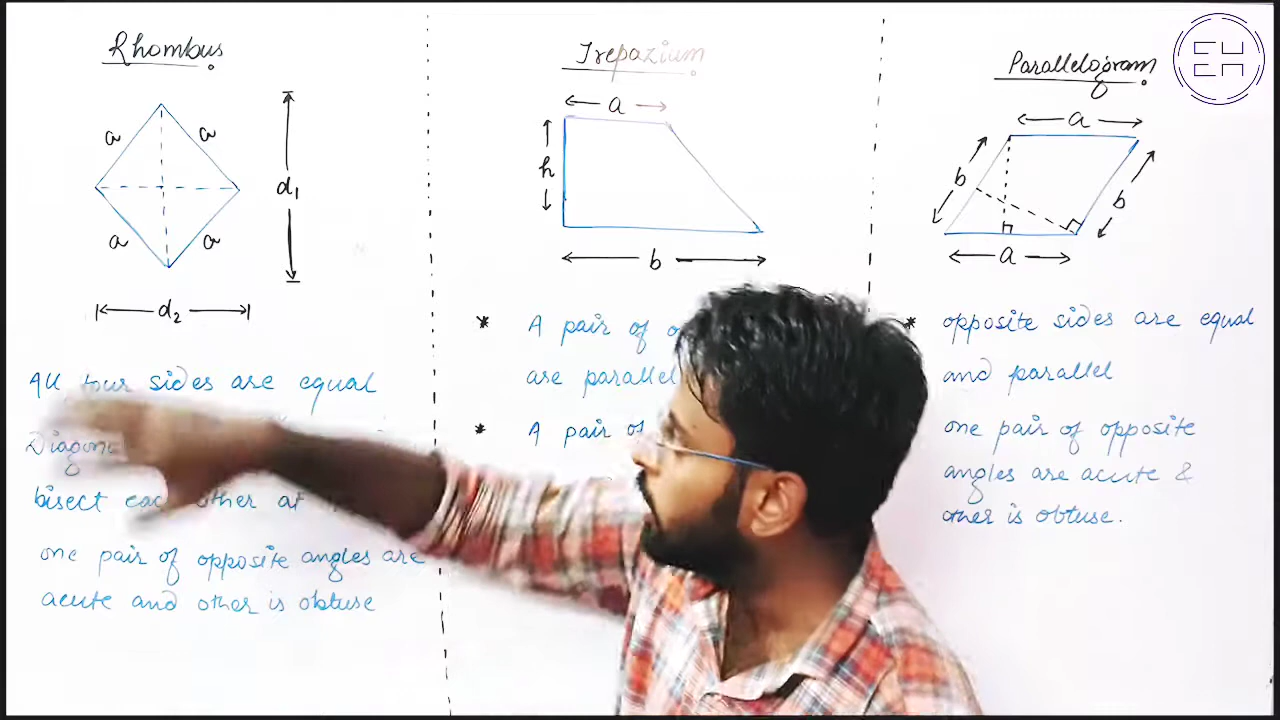 Rhombus
a
a
a
a
d1
d2
All four sides are equal
bisect each other at
one pair of opposite angles are
acute and other is obtuse
Trepazium
a
h
b
* A pair of
are parallel
* A pair of
Parallelogram
a
b
b
a
* opposite sides are equal
and parallel
one pair of opposite
angles are acute &
other is obtuse.